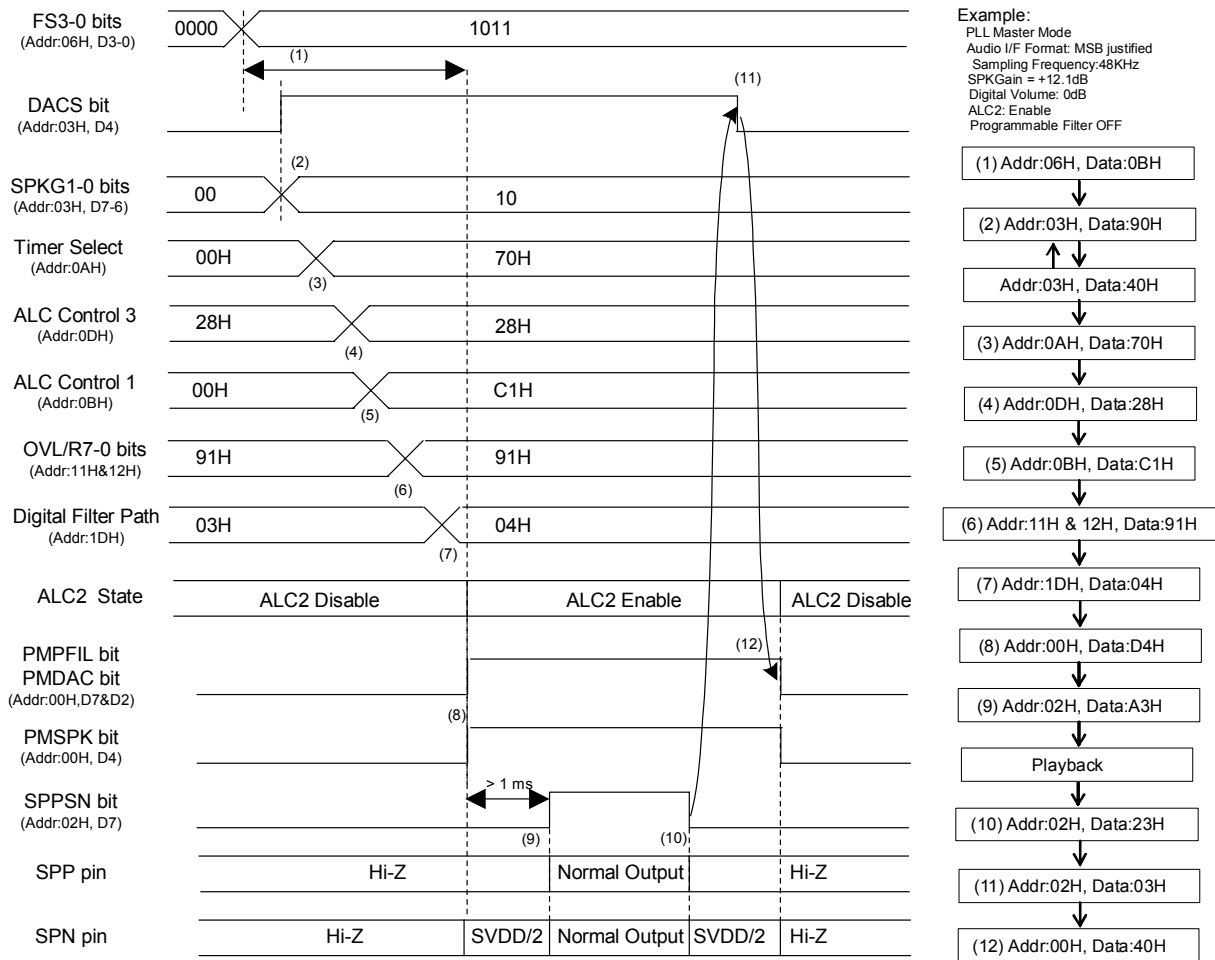 FS3-0 bits
(Addr:06H, D3-0)
0000
1011
(1)
DACS bit
(Addr:03H, D4)
(11)
(2)
SPKG1-0 bits
(Addr:03H, D7-6)
00
10
Timer Select
(Addr:0AH)
00H
70H
(3)
ALC Control 3
(Addr:0DH)
28H
28H
(4)
ALC Control 1
(Addr:0BH)
00H
C1H
(5)
OVL/R7-0 bits
(Addr:11H&12H)
91H
91H
(6)
Digital Filter Path
(Addr:1DH)
03H
04H
(7)
ALC2 State
ALC2 Disable
ALC2 Enable
ALC2 Disable
PMPFIL bit
PMDAC bit
(Addr:00H,D7&D2)
(12)
(8)
PMSPK bit
(Addr:00H, D4)
> 1 ms
SPPSN bit
(Addr:02H, D7)
(9)
(10)
SPP pin
Hi-Z
Normal Output
Hi-Z
SPN pin
Hi-Z
SVDD/2
Normal Output
SVDD/2
Hi-Z
Example:
PLL Master Mode
Audio I/F Format: MSB justified
Sampling Frequency:48KHz
SPKGain = +12.1dB
Digital Volume: 0dB
ALC2: Enable
Programmable Filter OFF
(1) Addr:06H, Data:0BH
(2) Addr:03H, Data:90H
Addr:03H, Data:40H
(3) Addr:0AH, Data:70H
(4) Addr:0DH, Data:28H
(5) Addr:0BH, Data:C1H
(6) Addr:11H & 12H, Data:91H
(7) Addr:1DH, Data:04H
(8) Addr:00H, Data:D4H
(9) Addr:02H, Data:A3H
Playback
(10) Addr:02H, Data:23H
(11) Addr:02H, Data:03H
(12) Addr:00H, Data:40H